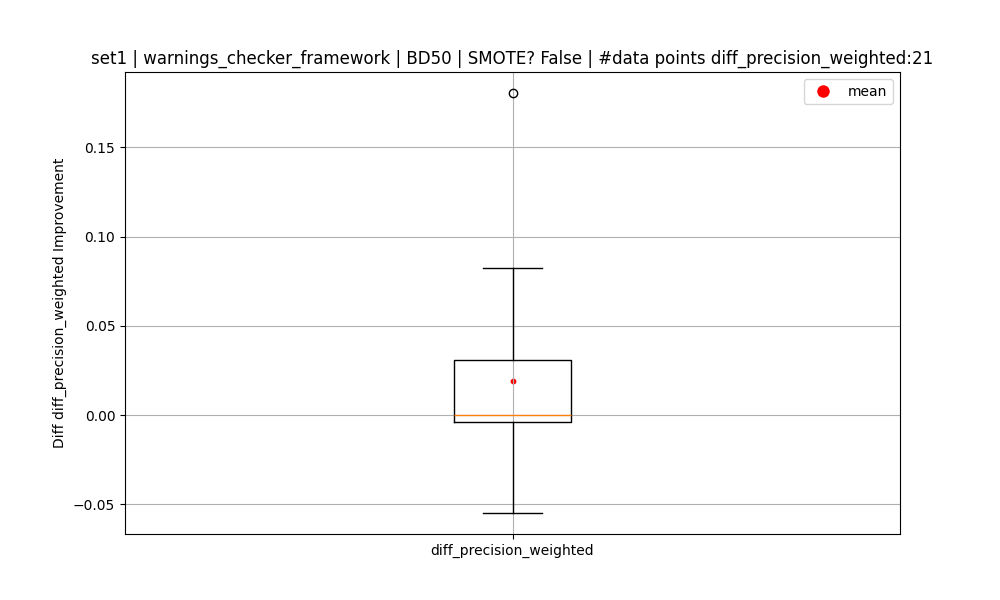 set1 | warnings_checker_framework | BD50 | SMOTE? False | #data points diff_precision_weighted:21
mean
0.15
0.10
0.05
0.00
−0.05
Diff diff_precision_weighted Improvement
diff_precision_weighted